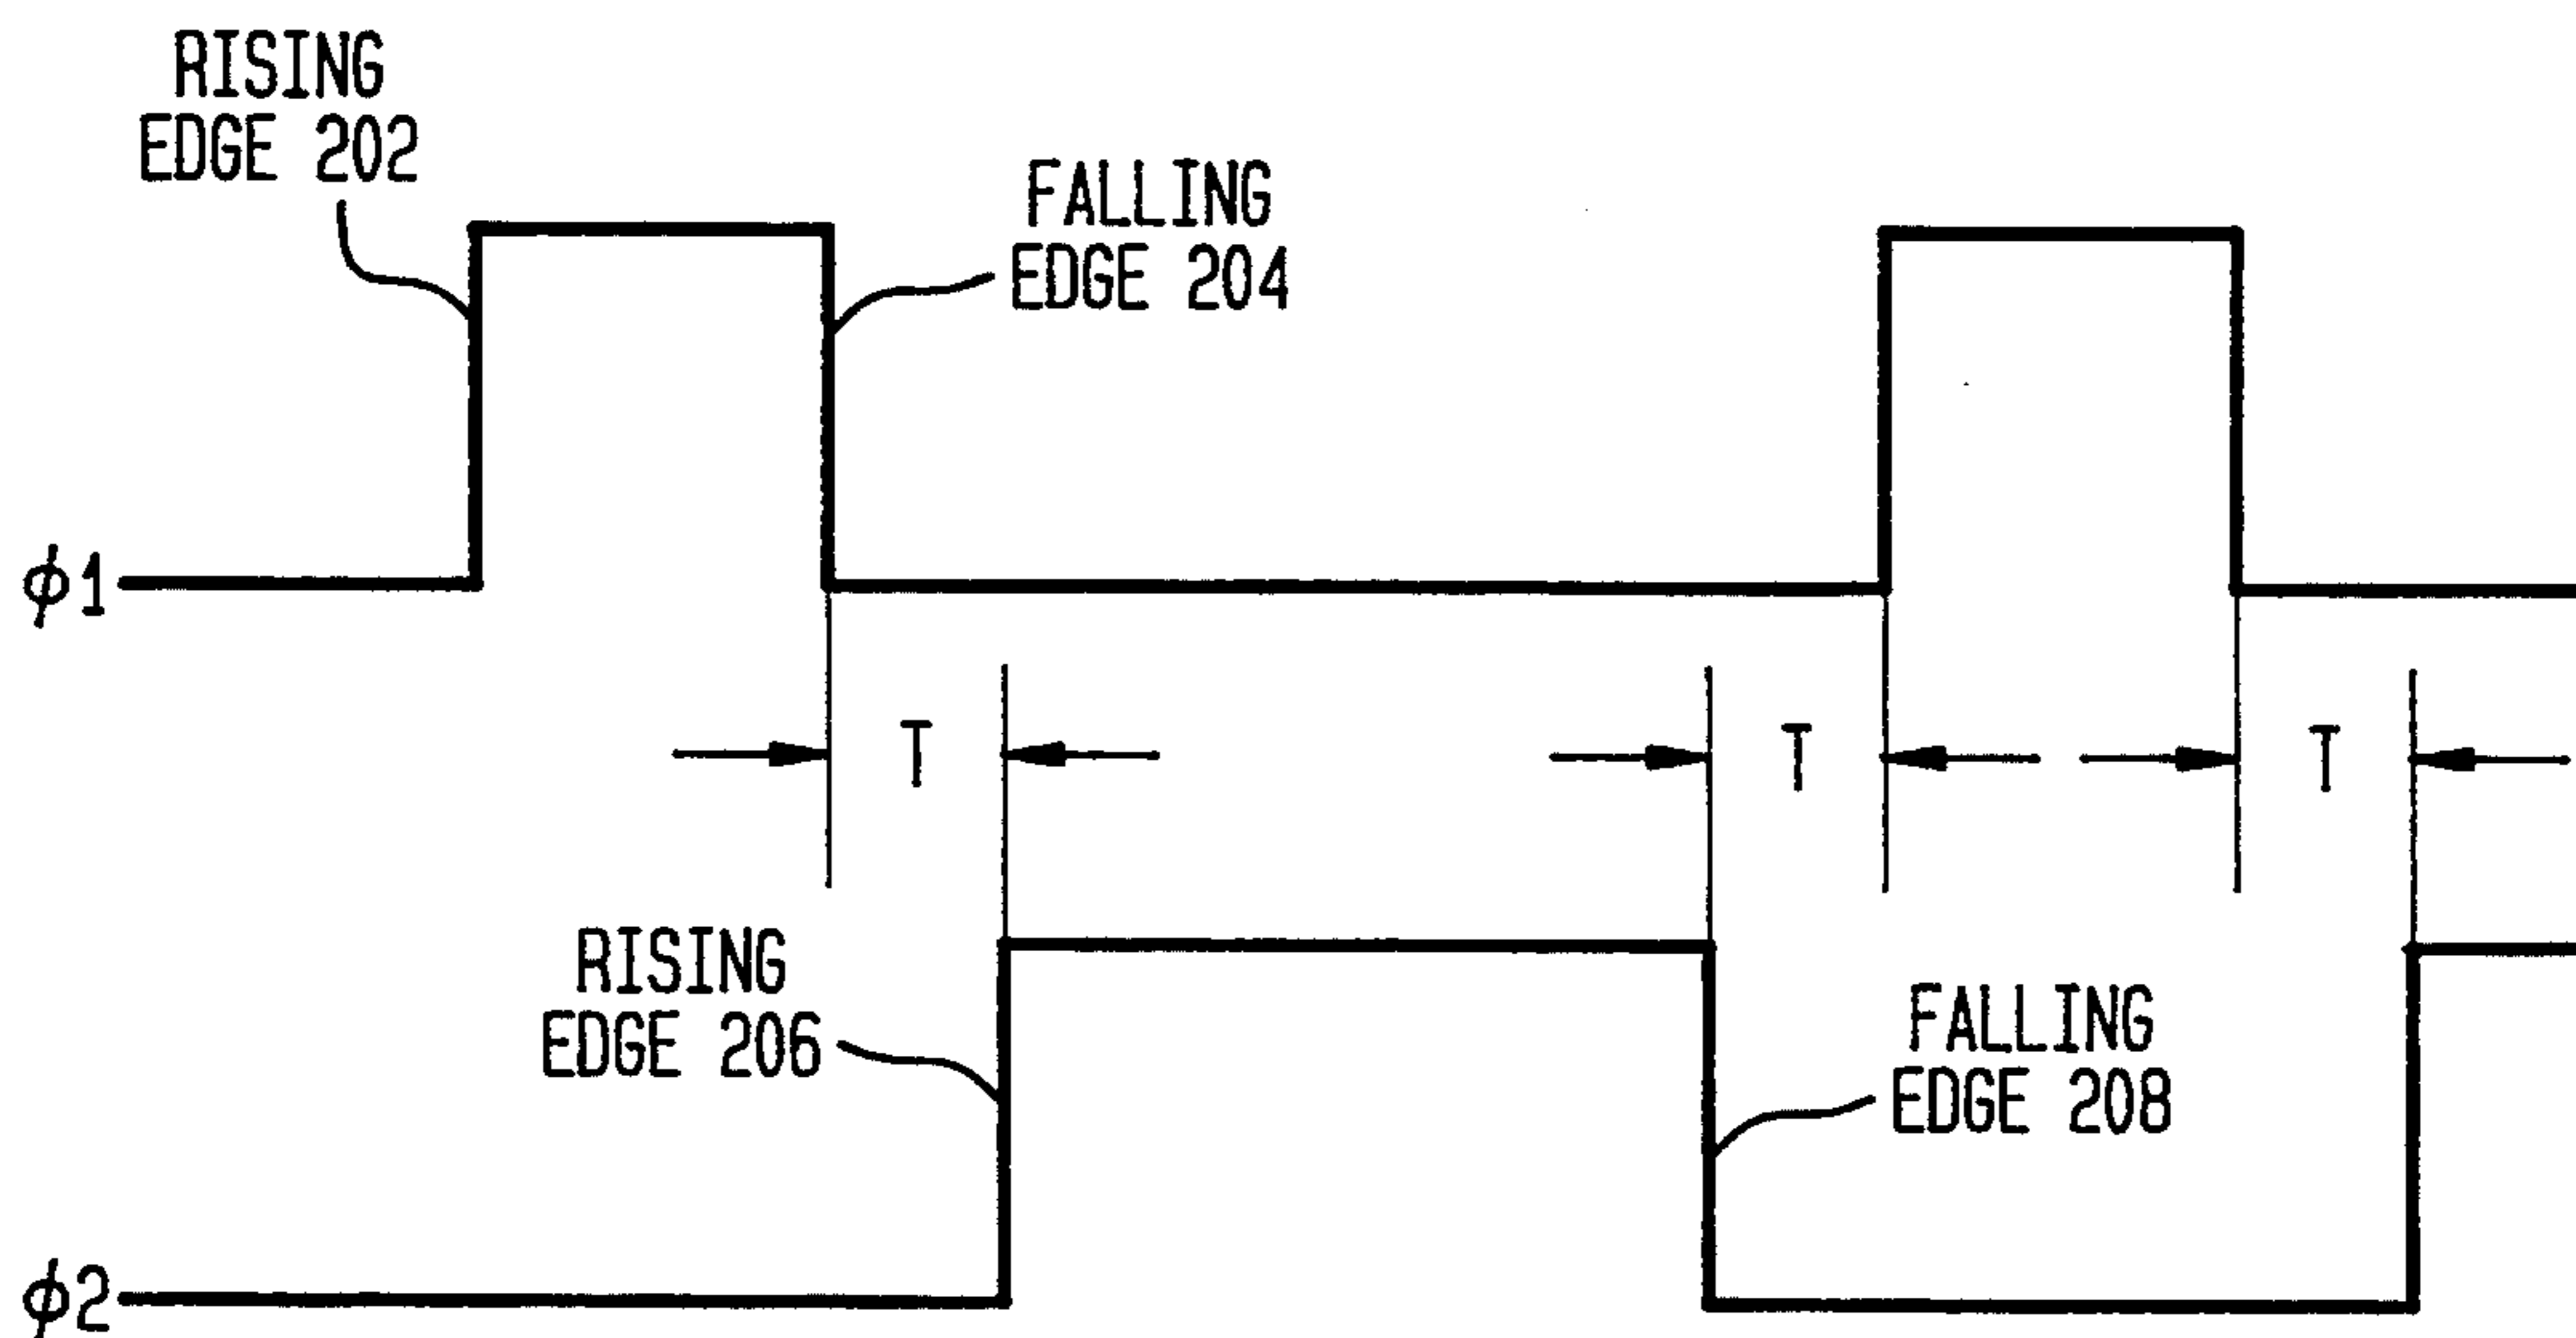 RISING
EDGE 202
FALLING
EDGE 204
ϕ1
T
T
T
RISING
EDGE 206
FALLING
EDGE 208
ϕ2